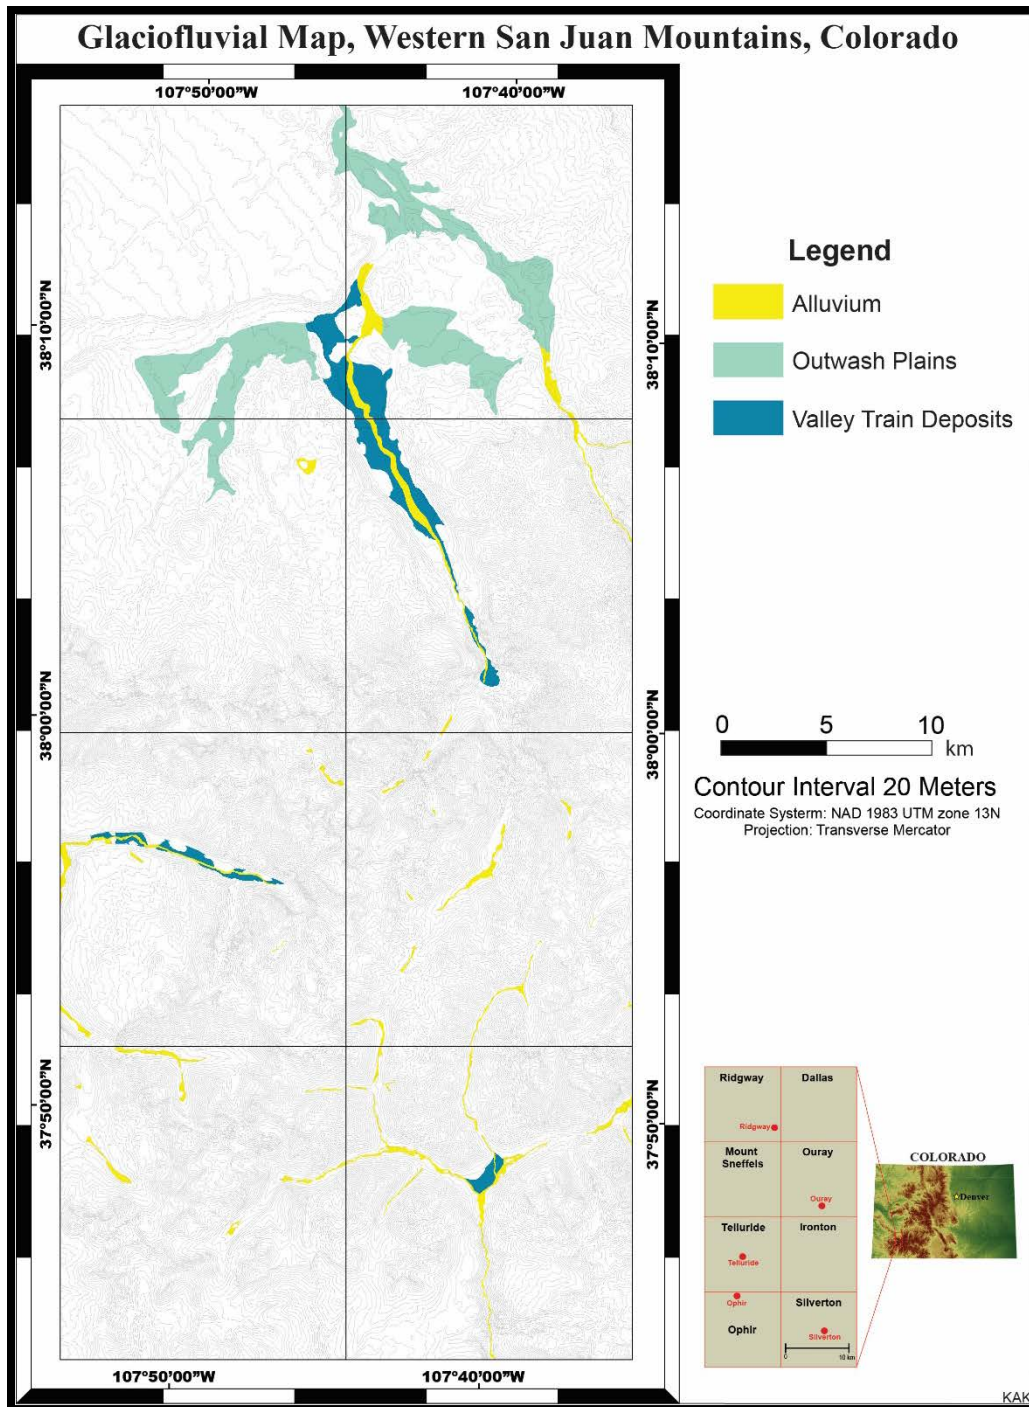 Glaciofluvial Map, Western San Juan Mountains, Colorado
107°50'00"W
107°40'00"W
38°10'00"N
38°10'00"N
Legend
Alluvium
Outwash Plains
Valley Train Deposits
38°00'00"N
38°00'00"N
0 5 10
km
Contour Interval 20 Meters
Coordinate Systerm: NAD 1983 UTM zone 13N
Projection: Transverse Mercator
37°50'00"N
37°50'00"N
Ridgway
Dallas
Ridgway
Mount
Sneffels
Ouray
Ouray
Telluride
Ironton
Telluride
Ophir
Ophir
Silverton
Silverton
0 10 km
COLORADO
Denver
107°50'00"W
107°40'00"W
KAK